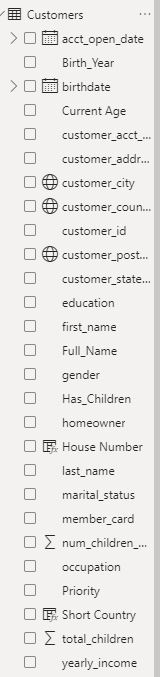 Customers
acct_open_date
Birth_Year
birthdate
Current Age
customer_acct_...
customer_addr...
customer_city
customer_coun...
customer_id
customer_post...
customer_state...
education
first_name
Full_Name
gender
Has_Children
homeowner
House Number
last_name
marital_status
member_card
num_children_...
occupation
Priority
Short Country
total_children
yearly_income